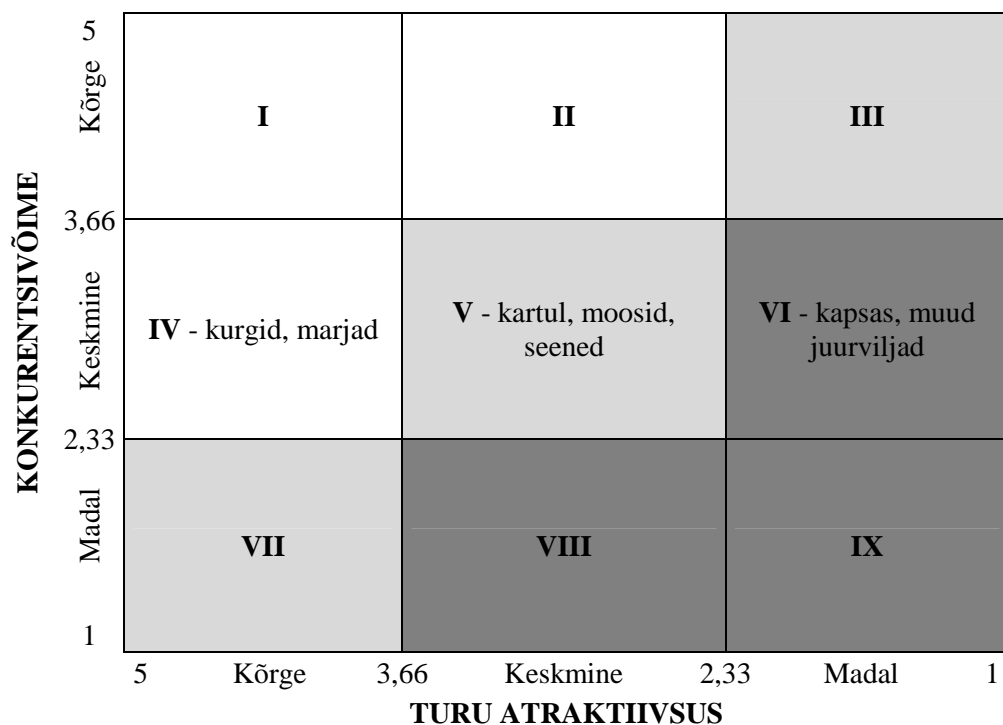 5
Kõrge
I
II
III
KONKURENTSIVÕIME
3,66
Keskmine
IV - kurgid, marjad
V - kartul, moosid,
seened
VI - kapsas, muud
juurviljad
2,33
Madal
VII
VIII
IX
1
5 Kõrge 3,66 Keskmine 2,33 Madal 1
TURU ATRAKTIIVSUS